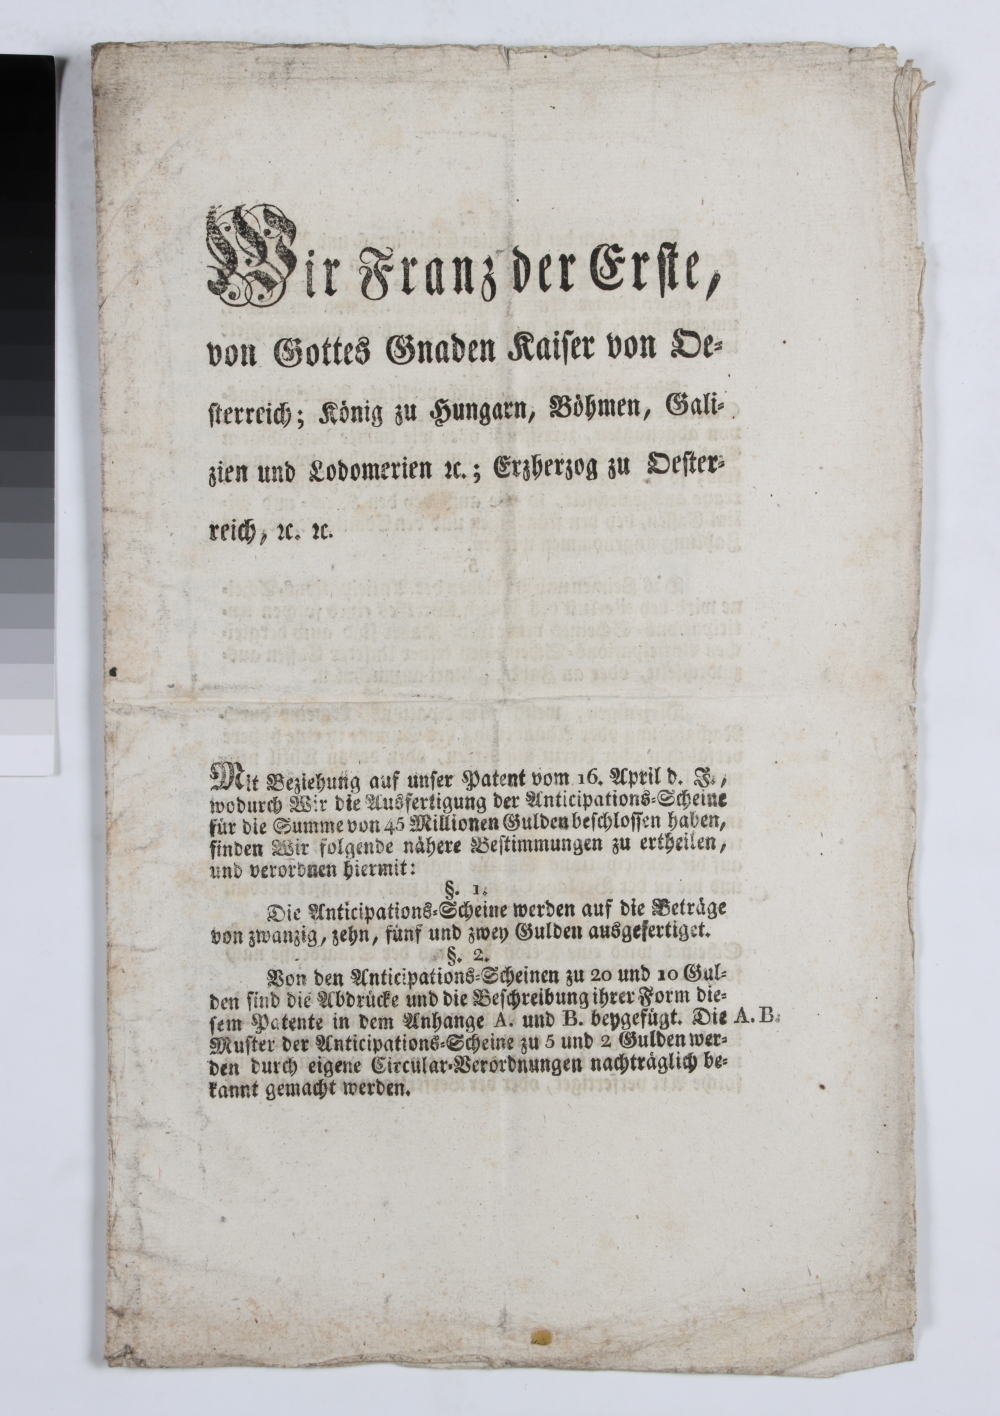 Wir Franz der Erste,
von Gottes Gnaden Kaiser von Oe-
sterreich; König zu Hungarn, Böhmen, Gali-
zien und Lodomerien ꝛc.; Erzherzog zu Oester-
reich, ꝛc. ꝛc.
Mit Beziehung auf unser Patent vom 16. April d. J.,
wodurch Wir die Ausfertigung der Anticipations-Scheine
für die Summe von 45 Millionen Gulden beschlossen haben,
finden Wir folgende nähere Bestimmungen zu ertheilen,
und verordnen hiermit:
§. 1.
Die Anticipations-Scheine werden auf die Beträge
von zwanzig, zehn, fünf und zwey Gulden ausgefertiget.
§. 2.
Von den Anticipations-Scheinen zu 20 und 10 Gul-
den sind die Abdrücke und die Beschreibung ihrer Form die-
sem Patente in dem Anhange A. und B. beygefügt. Die A. B.
Muster der Anticipations-Scheine zu 5 und 2 Gulden wer-
den durch eigene Circular-Verordnungen nachträglich be-
kannt gemacht werden.